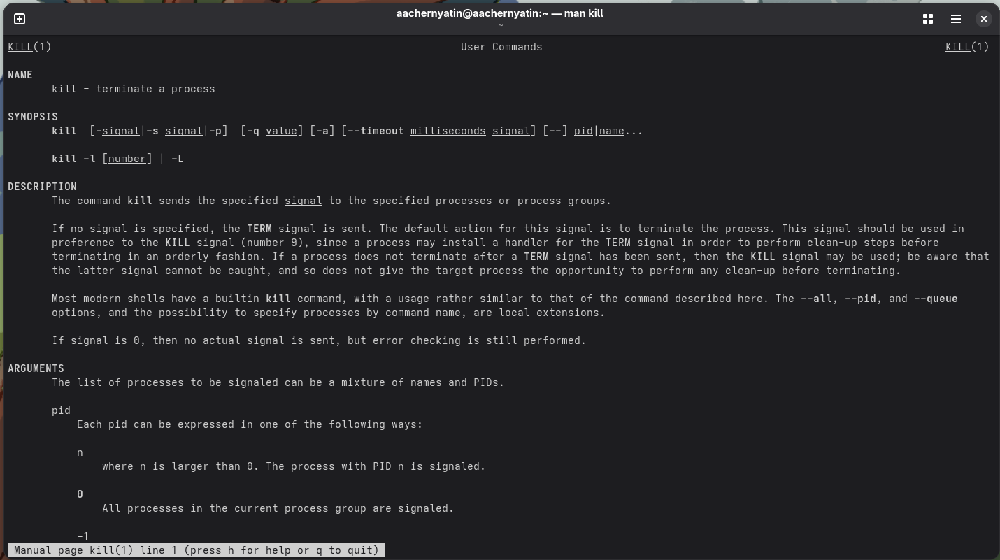 aachernyatin@aachernyatin:~ — man kill
~
KILL(1) User Commands KILL(1)
NAME
kill - terminate a process
SYNOPSIS
kill [-signal|-s signal|-p] [-q value] [-a] [--timeout milliseconds signal] [--] pid|name...
kill -l [number] | -L
DESCRIPTION
The command kill sends the specified signal to the specified processes or process groups.
If no signal is specified, the TERM signal is sent. The default action for this signal is to terminate the process. This signal should be used in
preference to the KILL signal (number 9), since a process may install a handler for the TERM signal in order to perform clean-up steps before
terminating in an orderly fashion. If a process does not terminate after a TERM signal has been sent, then the KILL signal may be used; be aware that
the latter signal cannot be caught, and so does not give the target process the opportunity to perform any clean-up before terminating.
Most modern shells have a builtin kill command, with a usage rather similar to that of the command described here. The --all, --pid, and --queue
options, and the possibility to specify processes by command name, are local extensions.
If signal is 0, then no actual signal is sent, but error checking is still performed.
ARGUMENTS
The list of processes to be signaled can be a mixture of names and PIDs.
pid
Each pid can be expressed in one of the following ways:
n
where n is larger than 0. The process with PID n is signaled.
0
All processes in the current process group are signaled.
-1
Manual page kill(1) line 1 (press h for help or q to quit)